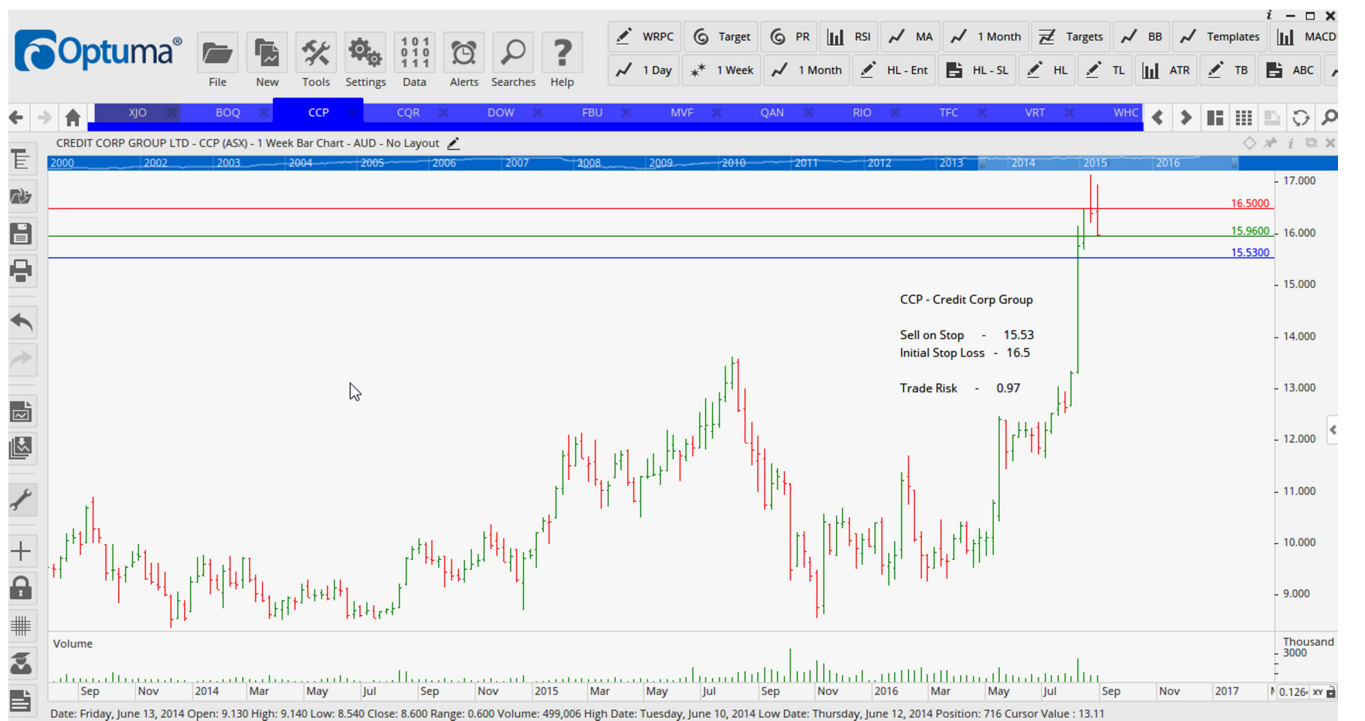 i
Optuma®
File
New
Tools
Settings
101
010
111
Data
Alerts
Searches
Help
WRPC Target PR RSI MA 1 Month Targets BB Templates MACD
1 Day 1 Week 1 Month HL - Ent HL - SL HL TL ATR TB ABC
XJO BOQ CCP CQR DOW FBU MVF QAN RIO TFC VRT WHC
CREDIT CORP GROUP LTD - CCP (ASX) - 1 Week Bar Chart - AUD - No Layout
2000 2002 2003 2004 2005 2006 2007 2008 2009 2010 2011 2012 2013 2014 2015 2016
17.000
16.5000
16.000
15.9600
15.5300
15.000
CCP - Credit Corp Group
Sell on Stop - 15.53
14.000
Initial Stop Loss - 16.5
13.000
Trade Risk - 0.97
12.000
11.000
10.000
9.000
Volume
Thousand
3000
Sep Nov 2014 Mar May Jul Sep Nov 2015 Mar May Jul Sep Nov 2016 Mar May Jul Sep Nov 2017 0.126 XY
Date: Friday, June 13, 2014 Open: 9.130 High: 9.140 Low: 8.540 Close: 8.600 Range: 0.600 Volume: 499,006 High Date: Tuesday, June 10, 2014 Low Date: Thursday, June 12, 2014 Position: 716 Cursor Value : 13.11